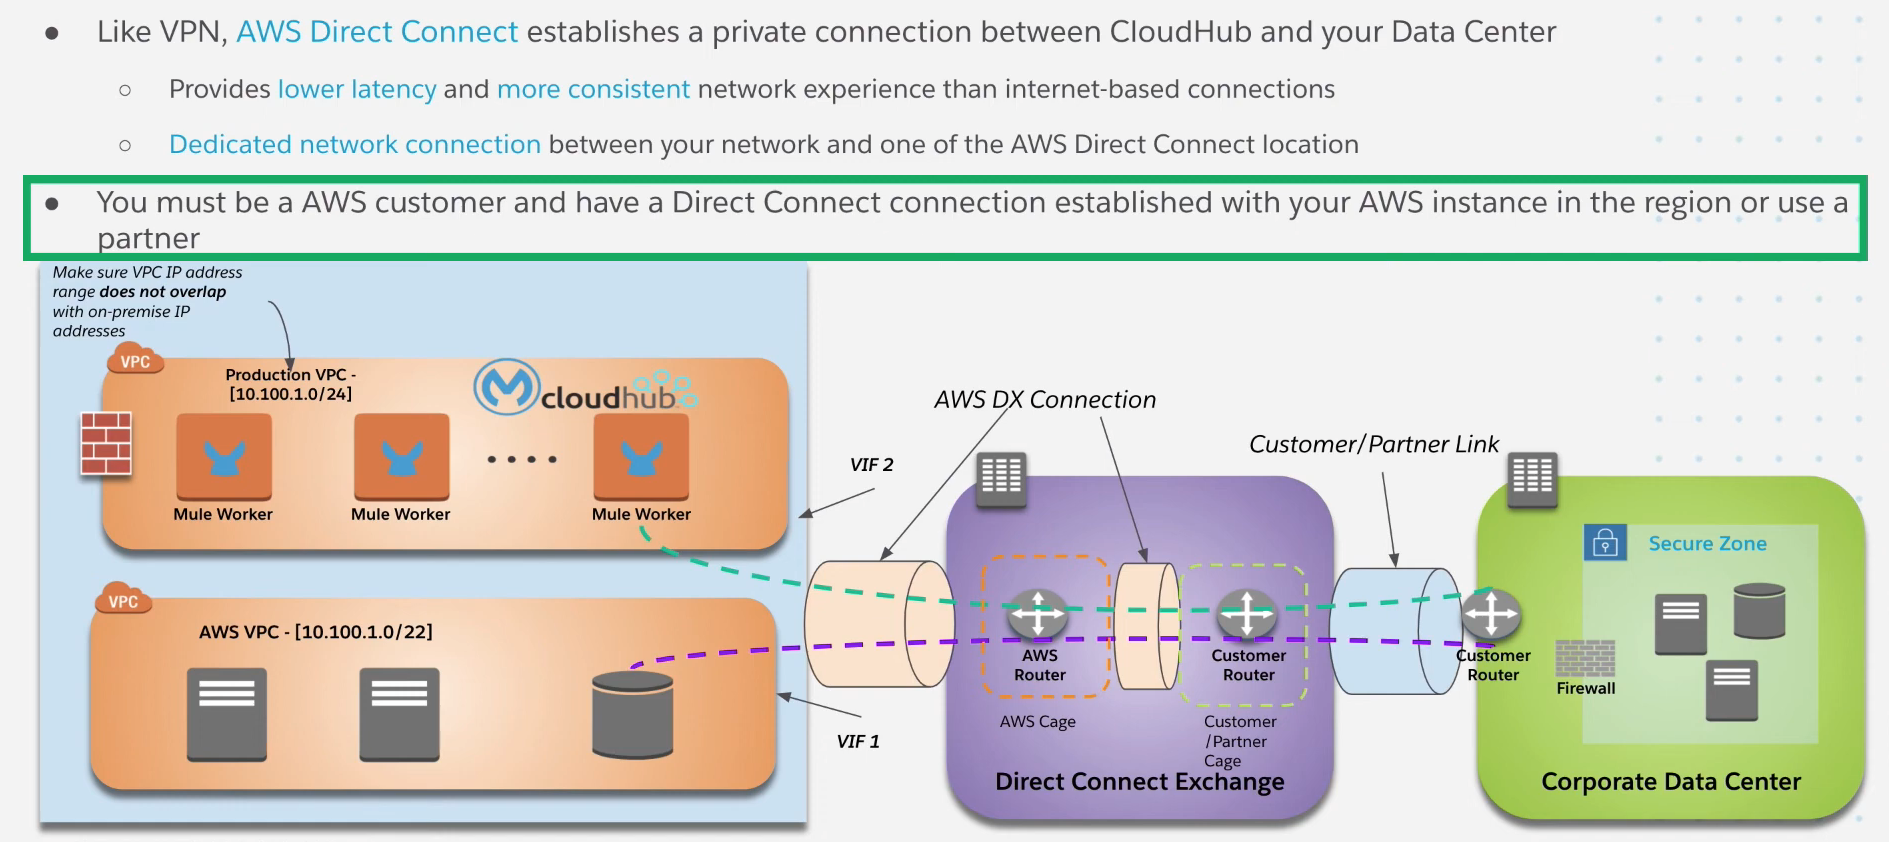 ● Like VPN, AWS Direct Connect establishes a private connection between CloudHub and your Data Center
○ Provides lower latency and more consistent network experience than internet-based connections
○ Dedicated network connection between your network and one of the AWS Direct Connect location
● You must be a AWS customer and have a Direct Connect connection established with your AWS instance in the region or use a
partner
Make sure VPC IP address
range does not overlap
with on-premise IP
addresses
VPC
Production VPC -
[10.100.1.0/24]
cloudhub
Mule Worker
Mule Worker
Mule Worker
VIF 2
AWS DX Connection
Customer/Partner Link
VPC
AWS VPC - [10.100.1.0/22]
VIF 1
AWS
Router
AWS Cage
Customer
Router
Customer
/Partner
Cage
Direct Connect Exchange
Customer
Router
Secure Zone
Firewall
Corporate Data Center